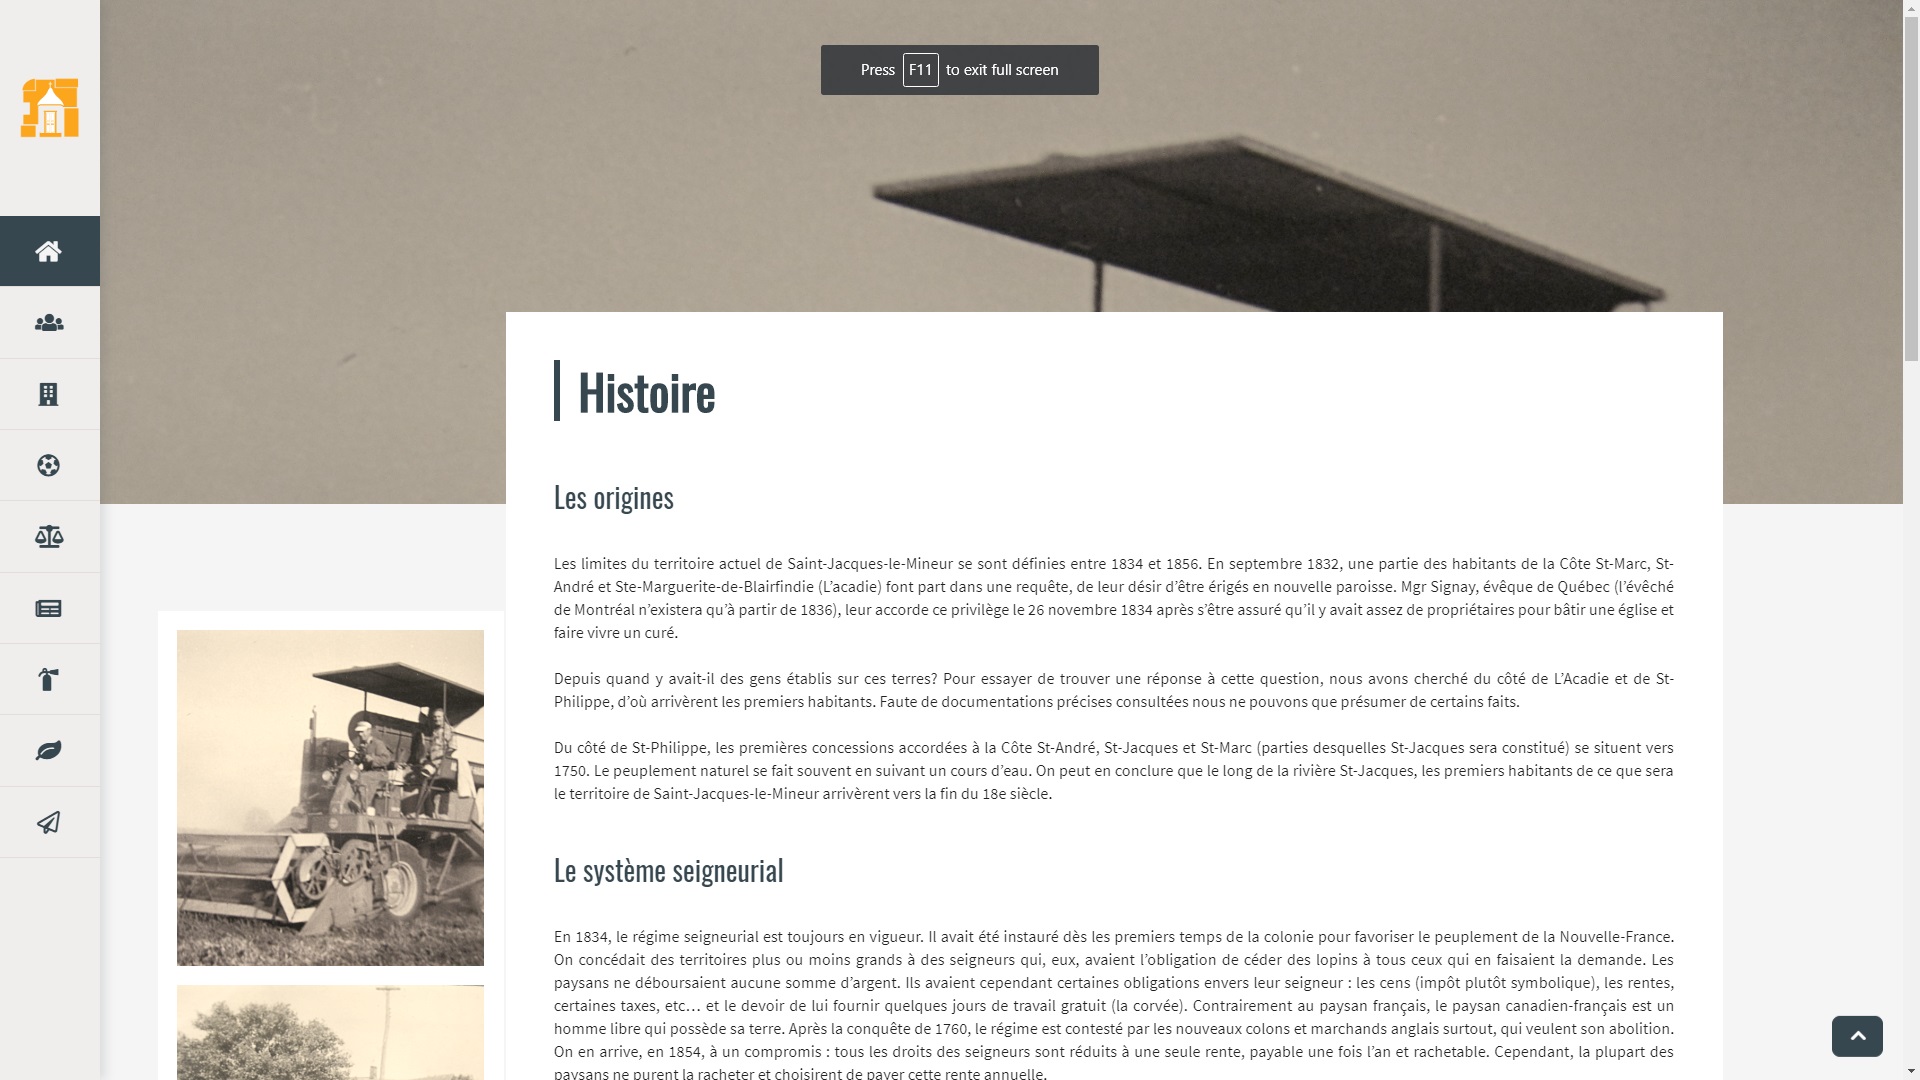 Press F11 to exit full screen
Histoire
Les origines
Les limites du territoire actuel de Saint-Jacques-le-Mineur se sont définies entre 1834 et 1856. En septembre 1832, une partie des habitants de la Côte St-Marc, St-
André et Ste-Marguerite-de-Blairfindie (L’acadie) font part dans une requête, de leur désir d’être érigés en nouvelle paroisse. Mgr Signay, évêque de Québec (l’évêché
de Montréal n’existera qu’à partir de 1836), leur accorde ce privilège le 26 novembre 1834 après s’être assuré qu’il y avait assez de propriétaires pour bâtir une église et
faire vivre un curé.
Depuis quand y avait-il des gens établis sur ces terres? Pour essayer de trouver une réponse à cette question, nous avons cherché du côté de L’Acadie et de St-
Philippe, d’où arrivèrent les premiers habitants. Faute de documentations précises consultées nous ne pouvons que présumer de certains faits.
Du côté de St-Philippe, les premières concessions accordées à la Côte St-André, St-Jacques et St-Marc (parties desquelles St-Jacques sera constitué) se situent vers
1750. Le peuplement naturel se fait souvent en suivant un cours d’eau. On peut en conclure que le long de la rivière St-Jacques, les premiers habitants de ce que sera
le territoire de Saint-Jacques-le-Mineur arrivèrent vers la fin du 18e siècle.
Le système seigneurial
En 1834, le régime seigneurial est toujours en vigueur. Il avait été instauré dès les premiers temps de la colonie pour favoriser le peuplement de la Nouvelle-France.
On concédait des territoires plus ou moins grands à des seigneurs qui, eux, avaient l’obligation de céder des lopins à tous ceux qui en faisaient la demande. Les
paysans ne déboursaient aucune somme d’argent. Ils avaient cependant certaines obligations envers leur seigneur : les cens (impôt plutôt symbolique), les rentes,
certaines taxes, etc… et le devoir de lui fournir quelques jours de travail gratuit (la corvée). Contrairement au paysan français, le paysan canadien-français est un
homme libre qui possède sa terre. Après la conquête de 1760, le régime est contesté par les nouveaux colons et marchands anglais surtout, qui veulent son abolition.
On en arrive, en 1854, à un compromis : tous les droits des seigneurs sont réduits à une seule rente, payable une fois l’an et rachetable. Cependant, la plupart des
paysans ne purent la racheter et choisirent de payer cette rente annuelle.